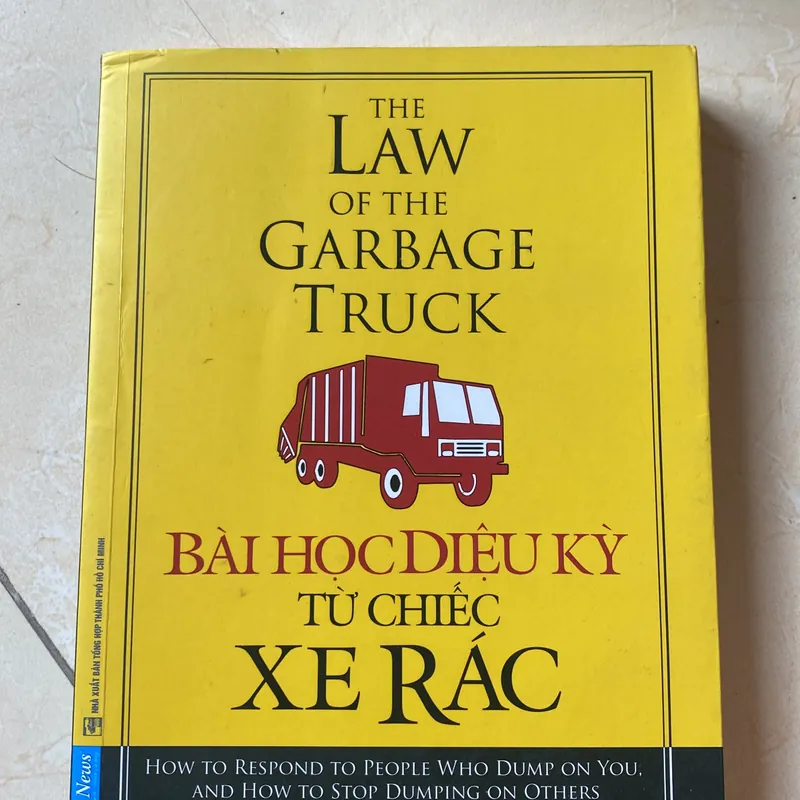 THE
LAW
OF THE
GARBAGE
TRUCK
BÀI HỌC DIỆU KỲ
TỪ CHIẾC
XE RÁC
HOW TO RESPOND TO PEOPLE WHO DUMP ON YOU,
AND HOW TO STOP DUMPING ON OTHERS
NHÀ XUẤT BẢN TỔNG HỢP THÀNH PHỐ HỒ CHÍ MINH
News